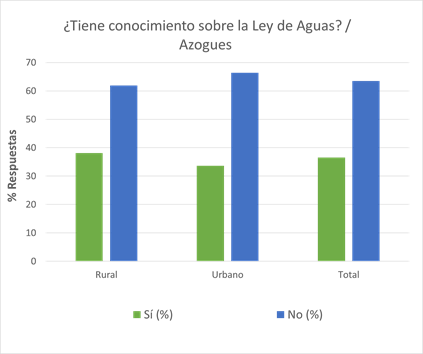 ¿Tiene conocimiento sobre la Ley de Aguas? /
Azogues
% Respuestas
70
60
50
40
30
20
10
0
Rural Urbano Total
Sí (%) No (%)